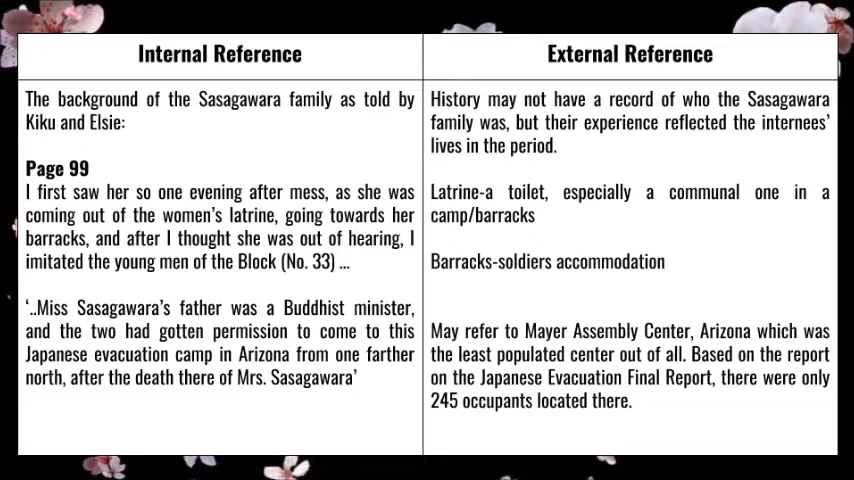 Internal Reference
External Reference
The background of the Sasagawara family as told by
Kiku and Elsie:
Page 99
I first saw her so one evening after mess, as she was
coming out of the women's latrine, going towards her
barracks, and after I thought she was out of hearing, I
imitated the young men of the Block (No. 33) ...
'..Miss Sasagawara's father was a Buddhist minister,
and the two had gotten permission to come to this
Japanese evacuation camp in Arizona from one farther
north, after the death there of Mrs. Sasagawara'
History may not have a record of who the Sasagawara
family was, but their experience reflected the internees'
lives in the period.
Latrine-a toilet, especially a communal one in a
camp/barracks
Barracks-soldiers accommodation
May refer to Mayer Assembly Center, Arizona which was
the least populated center out of all. Based on the report
on the Japanese Evacuation Final Report, there were only
245 occupants located there.